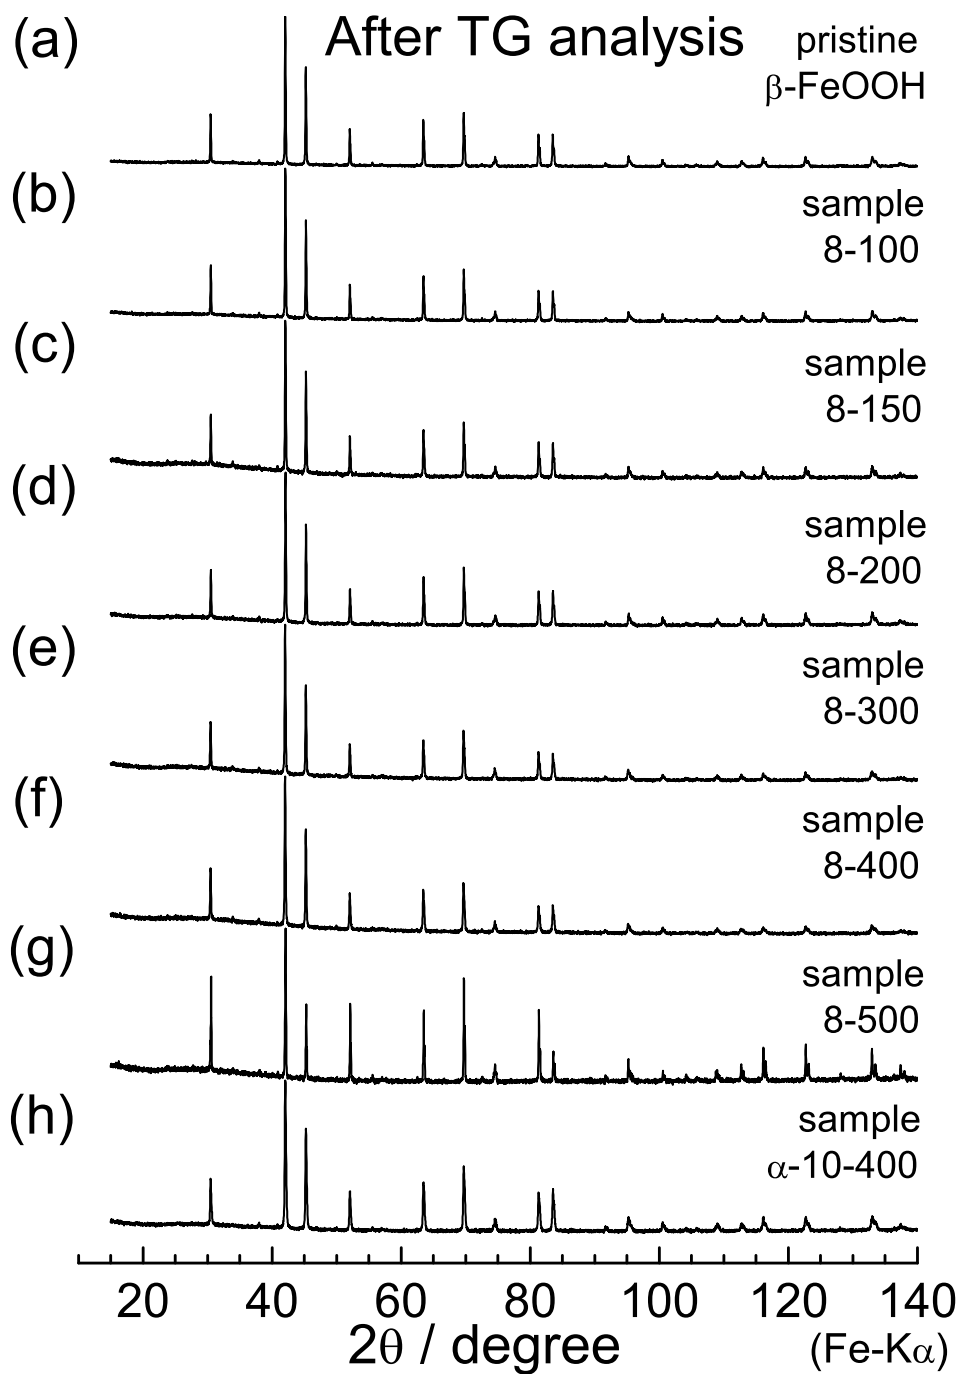 (a)
After TG analysis
pristine
β-FeOOH
(b)
sample
8-100
(c)
sample
8-150
(d)
sample
8-200
(e)
sample
8-300
(f)
sample
8-400
(g)
sample
8-500
(h)
sample
α-10-400
20 40 60 80 100 120 140
2θ / degree
(Fe-Kα)